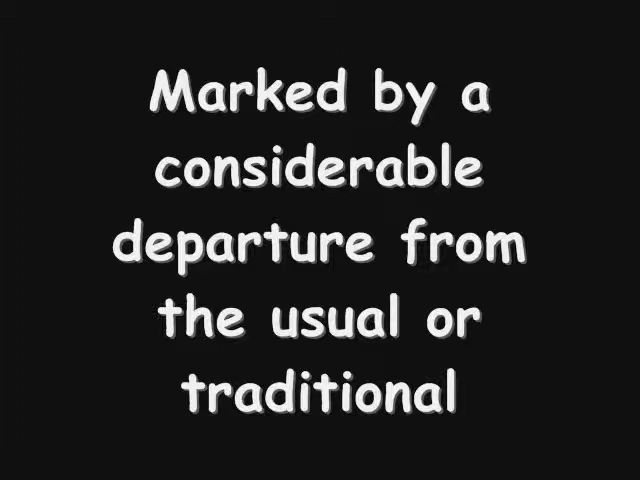 Marked by a
considerable
departure from
the usual or
traditional